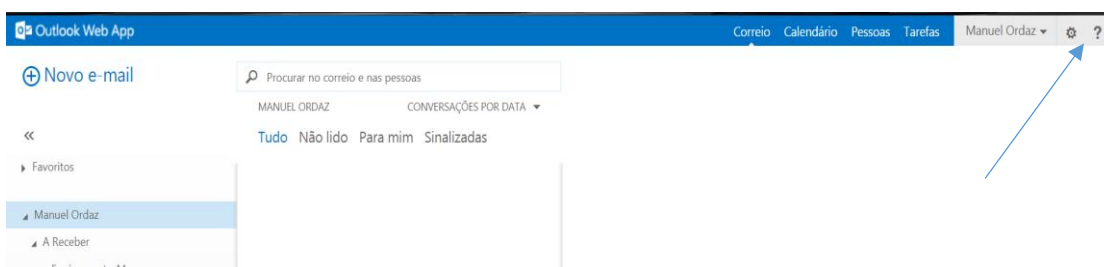 Outlook Web App
Correio Calendário Pessoas Tarefas Manuel Ordaz ?
Novo e-mail
Procurar no correio e nas pessoas
MANUEL ORDAZ CONVERSAÇÕES POR DATA
«
Tudo Não lido Para mim Sinalizadas
Favoritos
Manuel Ordaz
A Receber